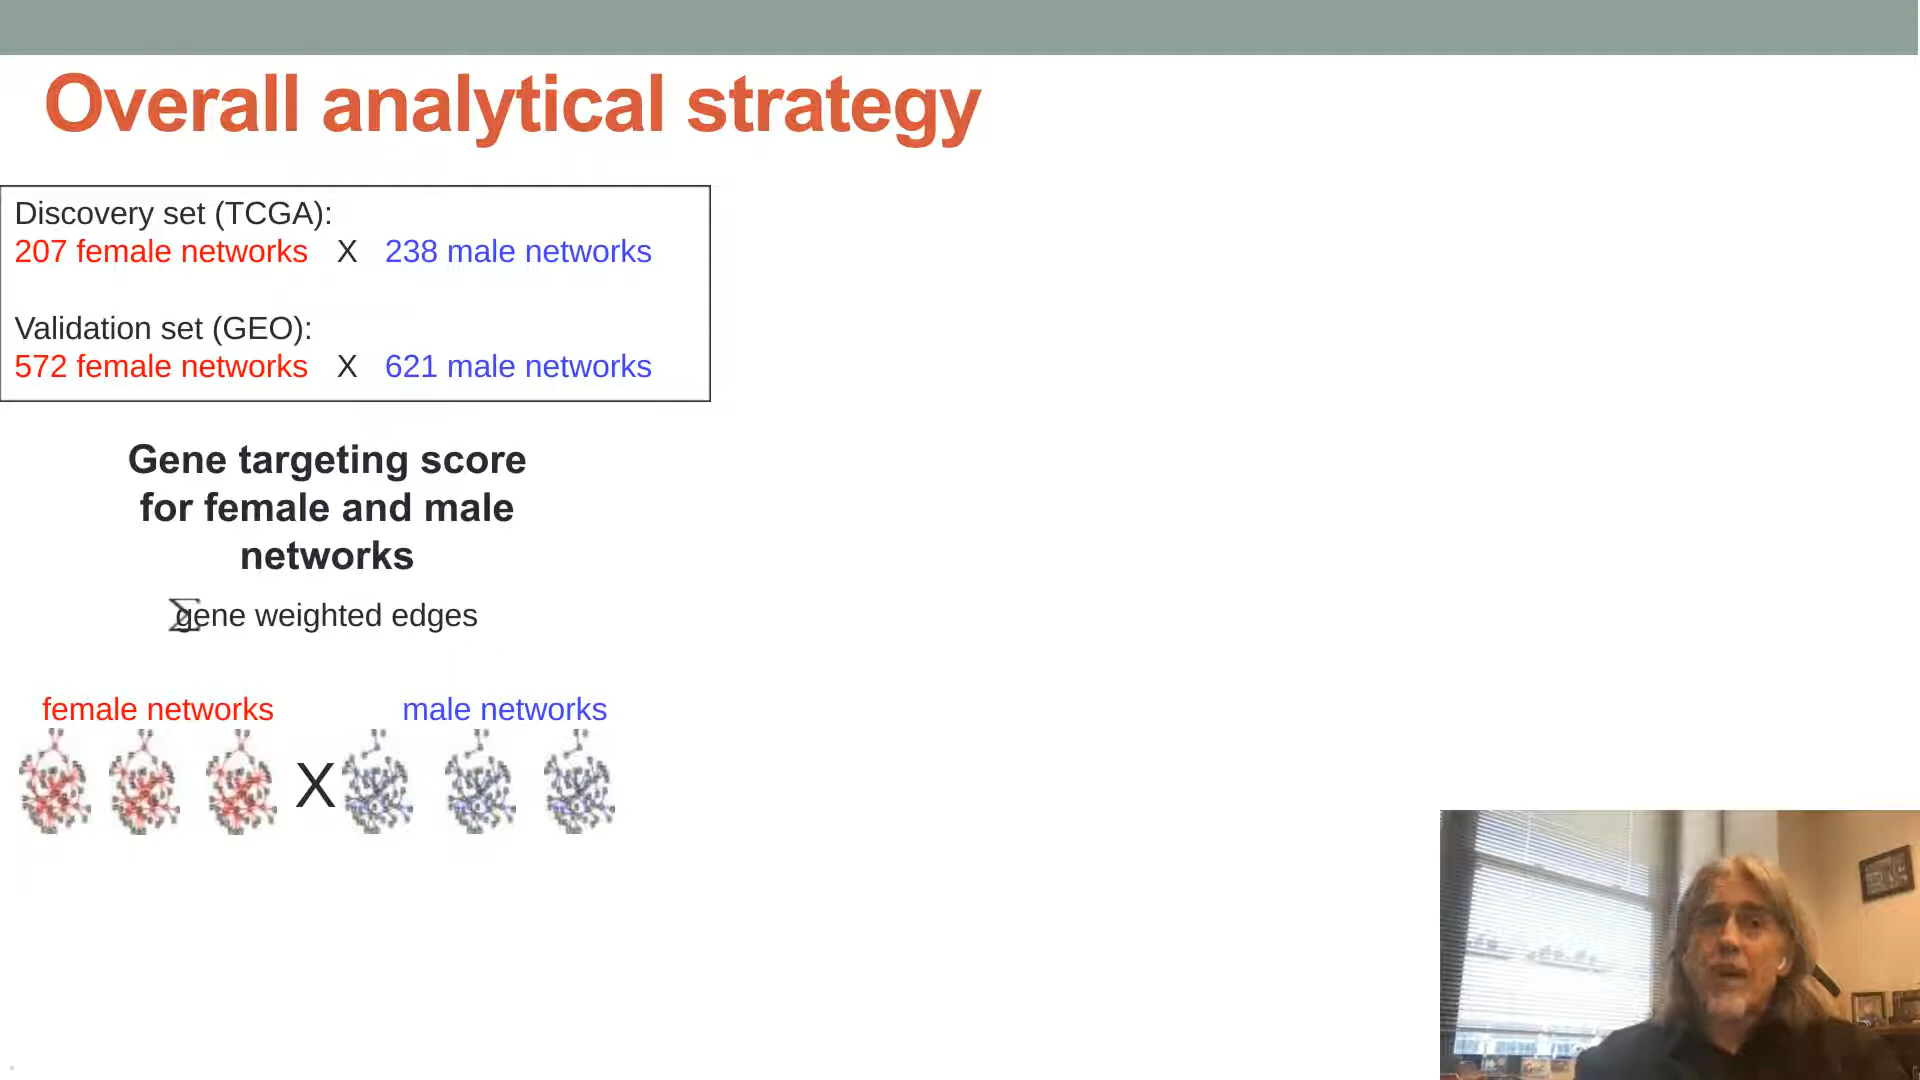 Overall analytical strategy
Discovery set (TCGA):
207 female networks X 238 male networks
Validation set (GEO):
572 female networks X 621 male networks
Gene targeting score
for female and male
networks
∑gene weighted edges
female networks male networks
X